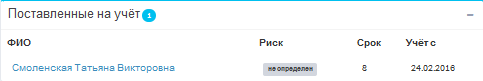 Поставленные на учёт 1
ФИО Риск Срок Учёт с
Смоленская Татьяна Викторовна не определен 8 24.02.2016